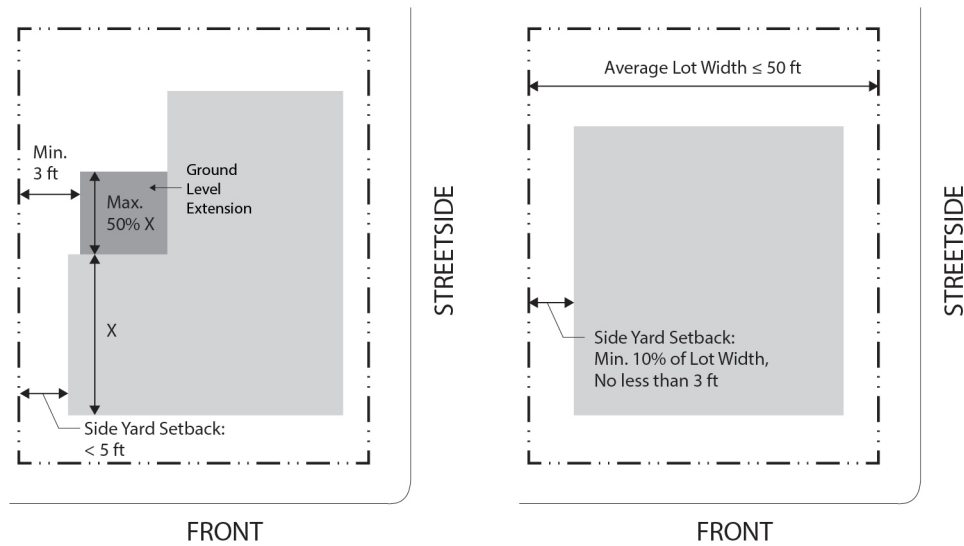 Min.
3 ft
Ground
Level
Extension
Max.
50% X
X
Side Yard Setback:
< 5 ft
STREETSIDE
FRONT
Average Lot Width ≤ 50 ft
Side Yard Setback:
Min. 10% of Lot Width,
No less than 3 ft
STREETSIDE
FRONT